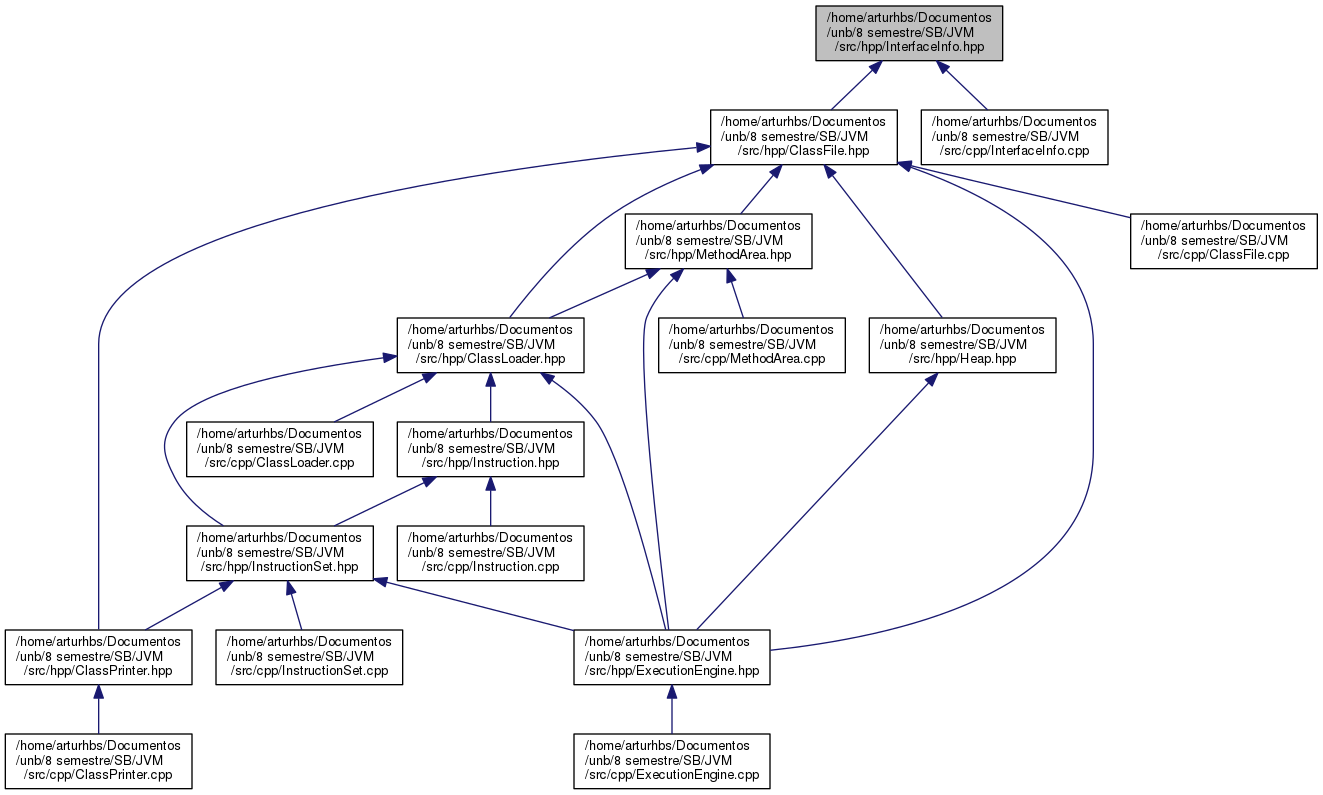 /home/arturhbs/Documentos
/unb/8 semestre/SB/JVM
/src/hpp/InterfaceInfo.hpp
/home/arturhbs/Documentos
/unb/8 semestre/SB/JVM
/src/hpp/ClassFile.hpp
/home/arturhbs/Documentos
/unb/8 semestre/SB/JVM
/src/cpp/InterfaceInfo.cpp
/home/arturhbs/Documentos
/unb/8 semestre/SB/JVM
/src/hpp/MethodArea.hpp
/home/arturhbs/Documentos
/unb/8 semestre/SB/JVM
/src/cpp/ClassFile.cpp
/home/arturhbs/Documentos
/unb/8 semestre/SB/JVM
/src/hpp/ClassLoader.hpp
/home/arturhbs/Documentos
/unb/8 semestre/SB/JVM
/src/cpp/MethodArea.cpp
/home/arturhbs/Documentos
/unb/8 semestre/SB/JVM
/src/hpp/Heap.hpp
/home/arturhbs/Documentos
/unb/8 semestre/SB/JVM
/src/cpp/ClassLoader.cpp
/home/arturhbs/Documentos
/unb/8 semestre/SB/JVM
/src/hpp/Instruction.hpp
/home/arturhbs/Documentos
/unb/8 semestre/SB/JVM
/src/hpp/InstructionSet.hpp
/home/arturhbs/Documentos
/unb/8 semestre/SB/JVM
/src/cpp/Instruction.cpp
/home/arturhbs/Documentos
/unb/8 semestre/SB/JVM
/src/hpp/ClassPrinter.hpp
/home/arturhbs/Documentos
/unb/8 semestre/SB/JVM
/src/cpp/InstructionSet.cpp
/home/arturhbs/Documentos
/unb/8 semestre/SB/JVM
/src/hpp/ExecutionEngine.hpp
/home/arturhbs/Documentos
/unb/8 semestre/SB/JVM
/src/cpp/ClassPrinter.cpp
/home/arturhbs/Documentos
/unb/8 semestre/SB/JVM
/src/cpp/ExecutionEngine.cpp